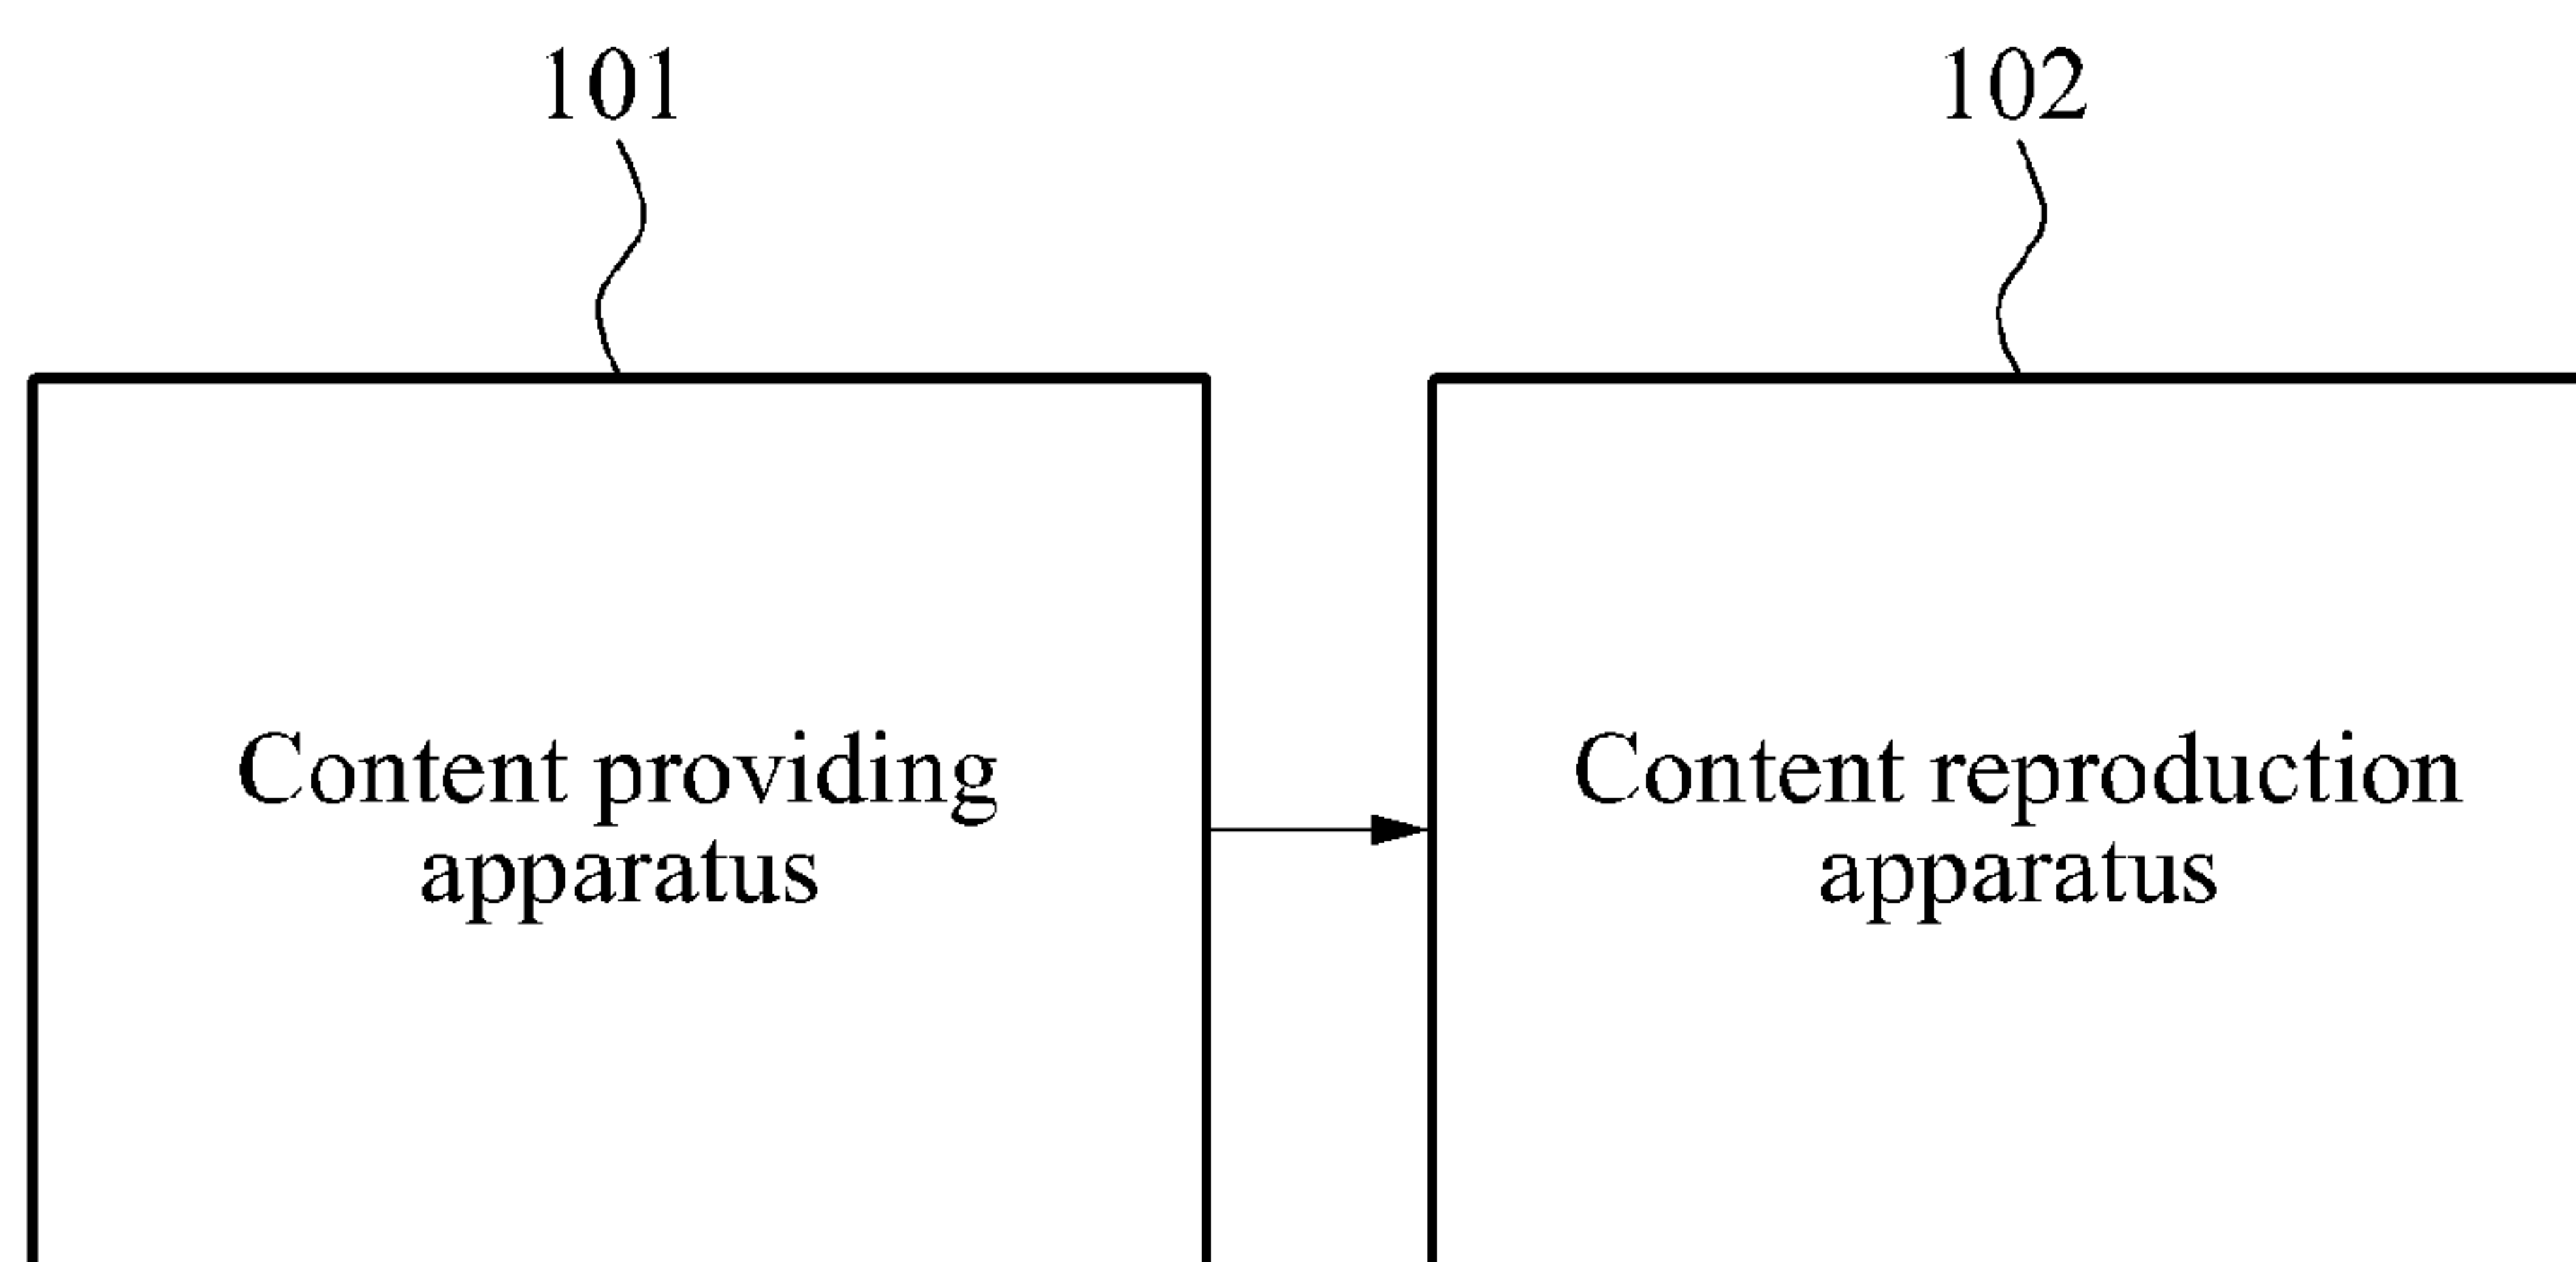 101
102
Content providing
apparatus
Content reproduction
apparatus